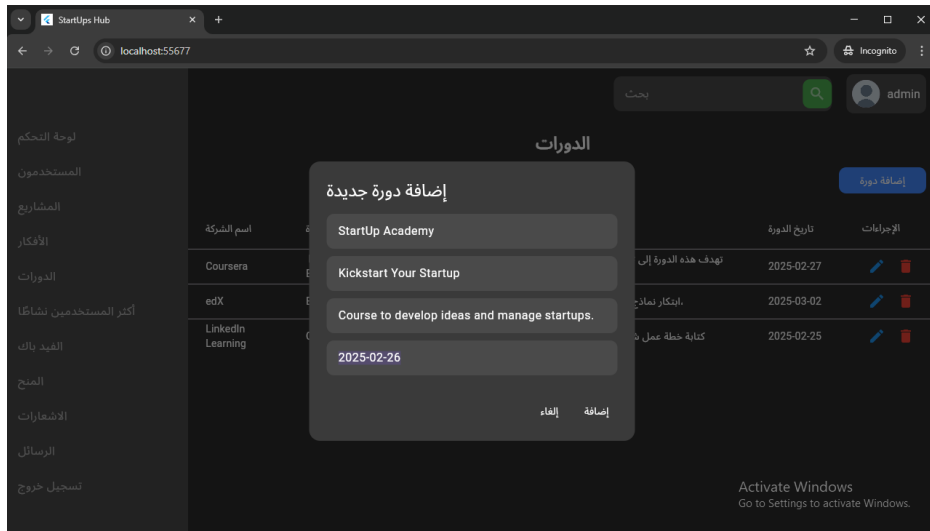 StartUps Hub
localhost:55677
Incognito
بحث
admin
لوحة التحكم
المستخدمون
المشاريع
الأفكار
الدورات
أكثر المستخدمين نشاطًا
الفيد باك
المنح
الاشعارات
الرسائل
تسجيل خروج
الدورات
إضافة دورة
اسم الشركة
تاريخ الدورة
الإجراءات
Coursera
تهدف هذه الدورة إلى
2025-02-27
edX
ابتكار نماذج
2025-03-02
LinkedIn
Learning
كتابة خطة عمل
2025-02-25
إضافة دورة جديدة
StartUp Academy
Kickstart Your Startup
Course to develop ideas and manage startups.
2025-02-26
إلغاء
إضافة
Activate Windows
Go to Settings to activate Windows.